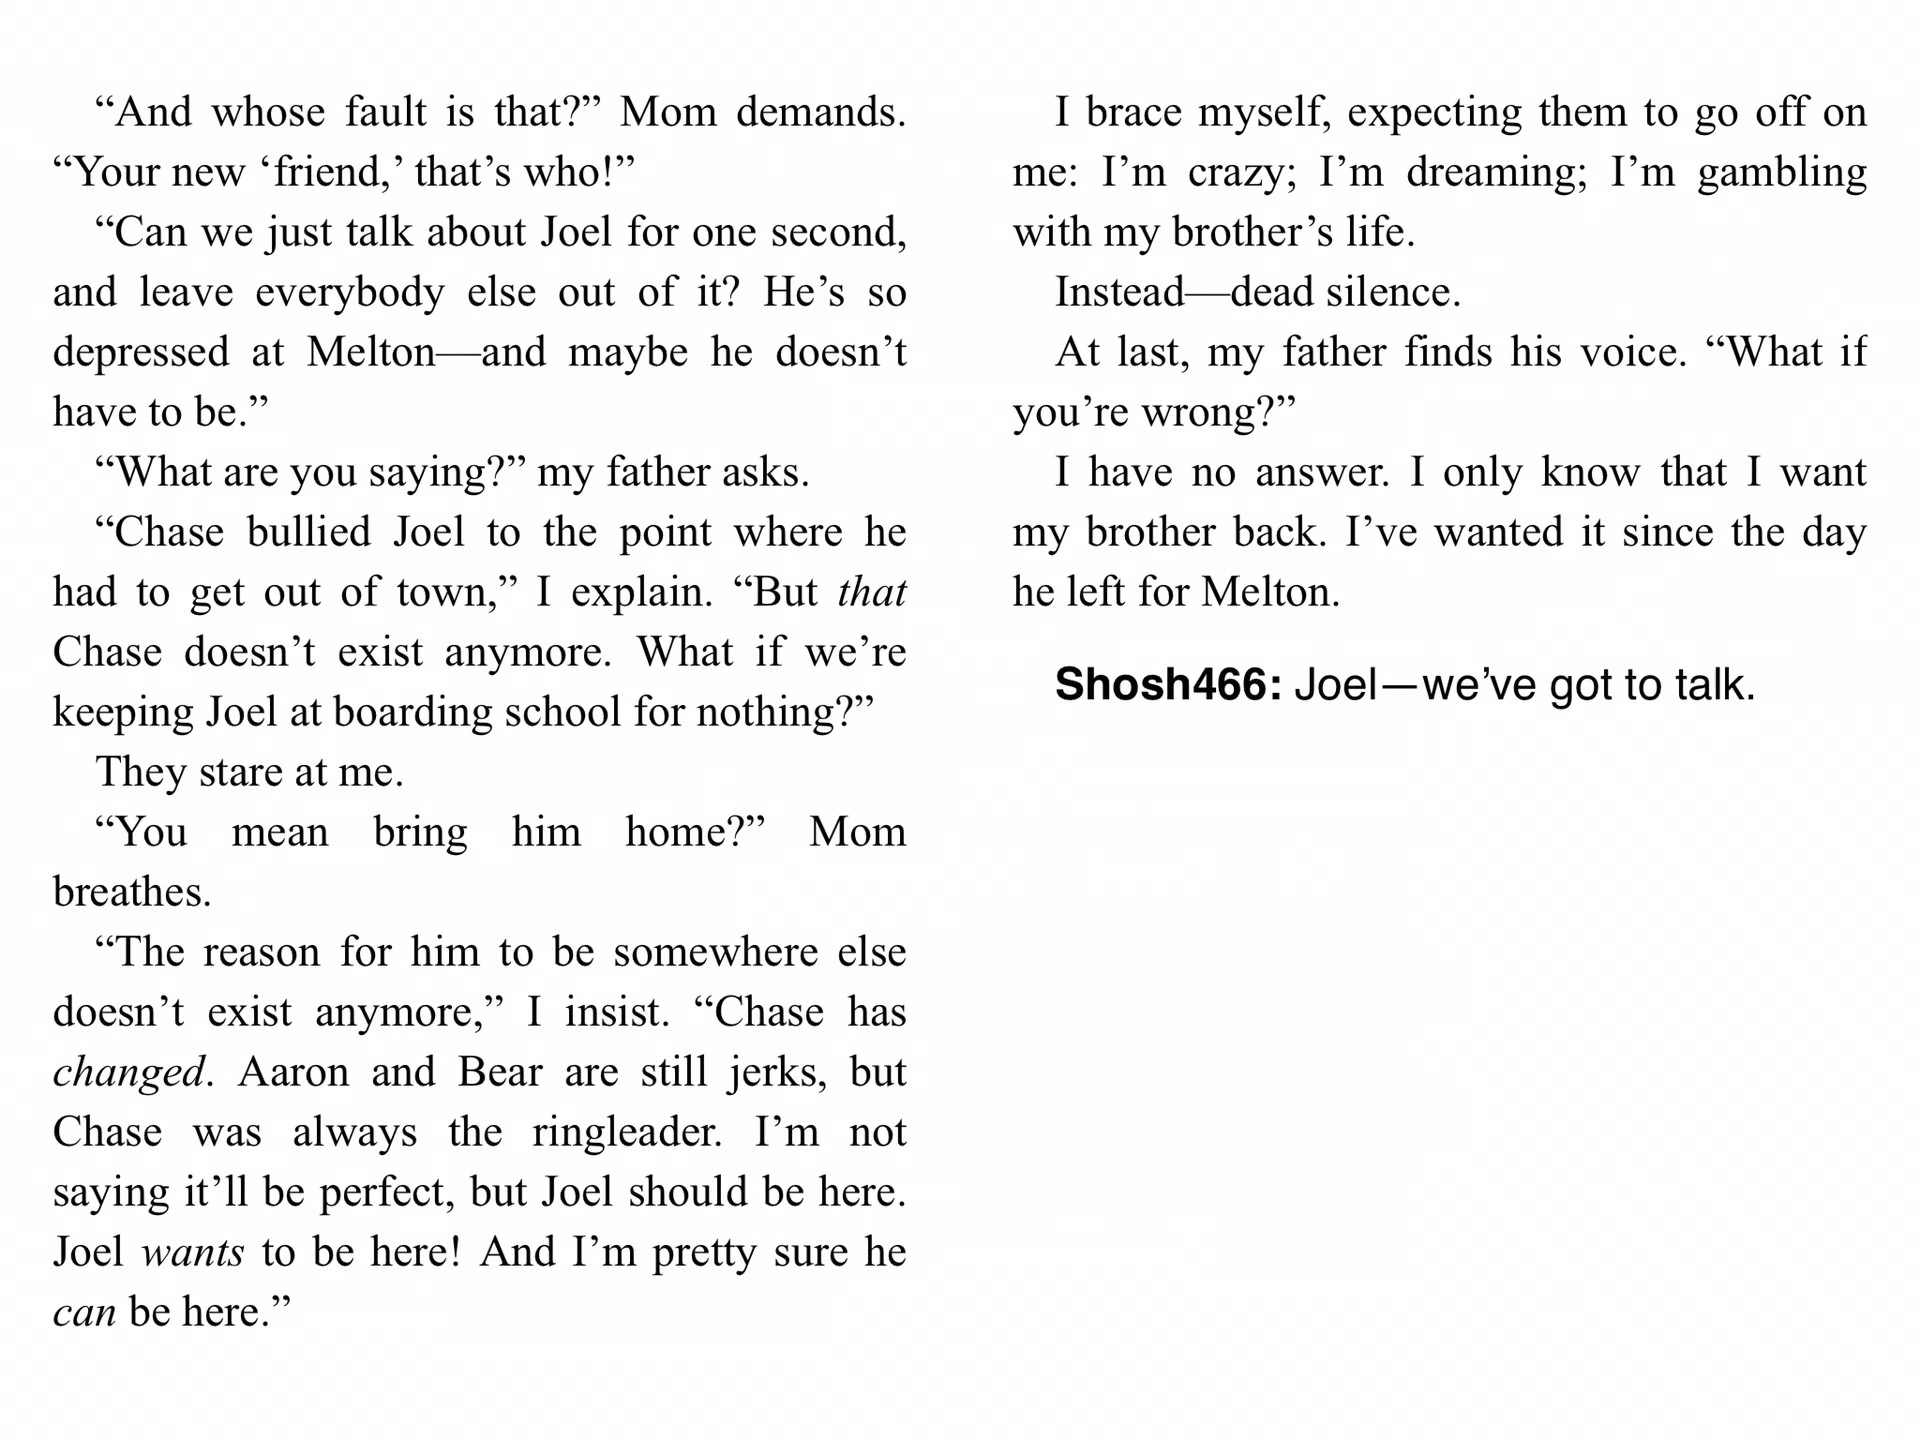 “And whose fault is that?” Mom demands.
“Your new ‘friend,’ that’s who!”
“Can we just talk about Joel for one second,
and leave everybody else out of it? He’s so
depressed at Melton—and maybe he doesn’t
have to be.”
“What are you saying?” my father asks.
“Chase bullied Joel to the point where he
had to get out of town,” I explain. “But that
Chase doesn’t exist anymore. What if we’re
keeping Joel at boarding school for nothing?”
They stare at me.
“You mean bring him home?” Mom
breathes.
“The reason for him to be somewhere else
doesn’t exist anymore,” I insist. “Chase has
changed. Aaron and Bear are still jerks, but
Chase was always the ringleader. I’m not
saying it’ll be perfect, but Joel should be here.
Joel wants to be here! And I’m pretty sure he
can be here.”
I brace myself, expecting them to go off on
me: I’m crazy; I’m dreaming; I’m gambling
with my brother’s life.
Instead—dead silence.
At last, my father finds his voice. “What if
you’re wrong?”
I have no answer. I only know that I want
my brother back. I’ve wanted it since the day
he left for Melton.
Shosh466: Joel—we’ve got to talk.